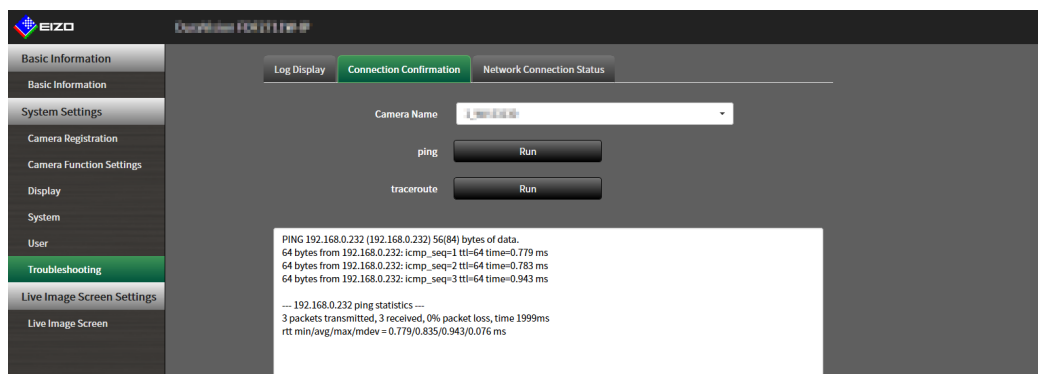 EIZO
Basic Information
Basic Information
System Settings
Camera Registration
Camera Function Settings
Display
System
User
Troubleshooting
Live Image Screen Settings
Live Image Screen
Log Display Connection Confirmation Network Connection Status
Camera Name
ping Run
traceroute Run
PING 192.168.0.232 (192.168.0.232) 56(84) bytes of data.
64 bytes from 192.168.0.232: icmp_seq=1 ttl=64 time=0.779 ms
64 bytes from 192.168.0.232: icmp_seq=2 ttl=64 time=0.783 ms
64 bytes from 192.168.0.232: icmp_seq=3 ttl=64 time=0.943 ms
--- 192.168.0.232 ping statistics ---
3 packets transmitted, 3 received, 0% packet loss, time 1999ms
rtt min/avg/max/mdev = 0.779/0.835/0.943/0.076 ms